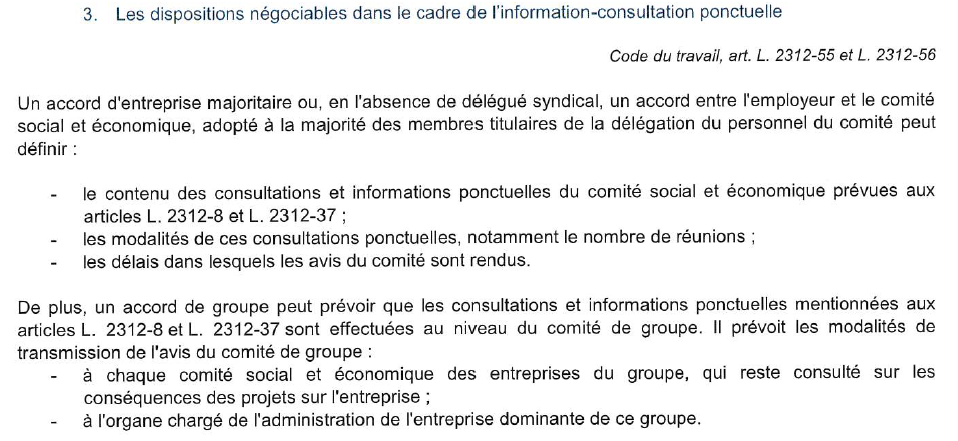 3. Les dispositions négociables dans le cadre de l'information-consultation ponctuelle
Code du travail, art. L. 2312-55 et L. 2312-56
Un accord d'entreprise majoritaire ou, en l'absence de délégué syndical, un accord entre l'employeur et le comité
social et économique, adopté à la majorité des membres titulaires de la délégation du personnel du comité peut
définir :
- le contenu des consultations et informations ponctuelles du comité social et économique prévues aux
articles L. 2312-8 et L. 2312-37 ;
- les modalités de ces consultations ponctuelles, notamment le nombre de réunions ;
- les délais dans lesquels les avis du comité sont rendus.
De plus, un accord de groupe peut prévoir que les consultations et informations ponctuelles mentionnées aux
articles L. 2312-8 et L. 2312-37 sont effectuées au niveau du comité de groupe. Il prévoit les modalités de
transmission de l'avis du comité de groupe :
- à chaque comité social et économique des entreprises du groupe, qui reste consulté sur les
conséquences des projets sur l'entreprise ;
- à l'organe chargé de l'administration de l'entreprise dominante de ce groupe.